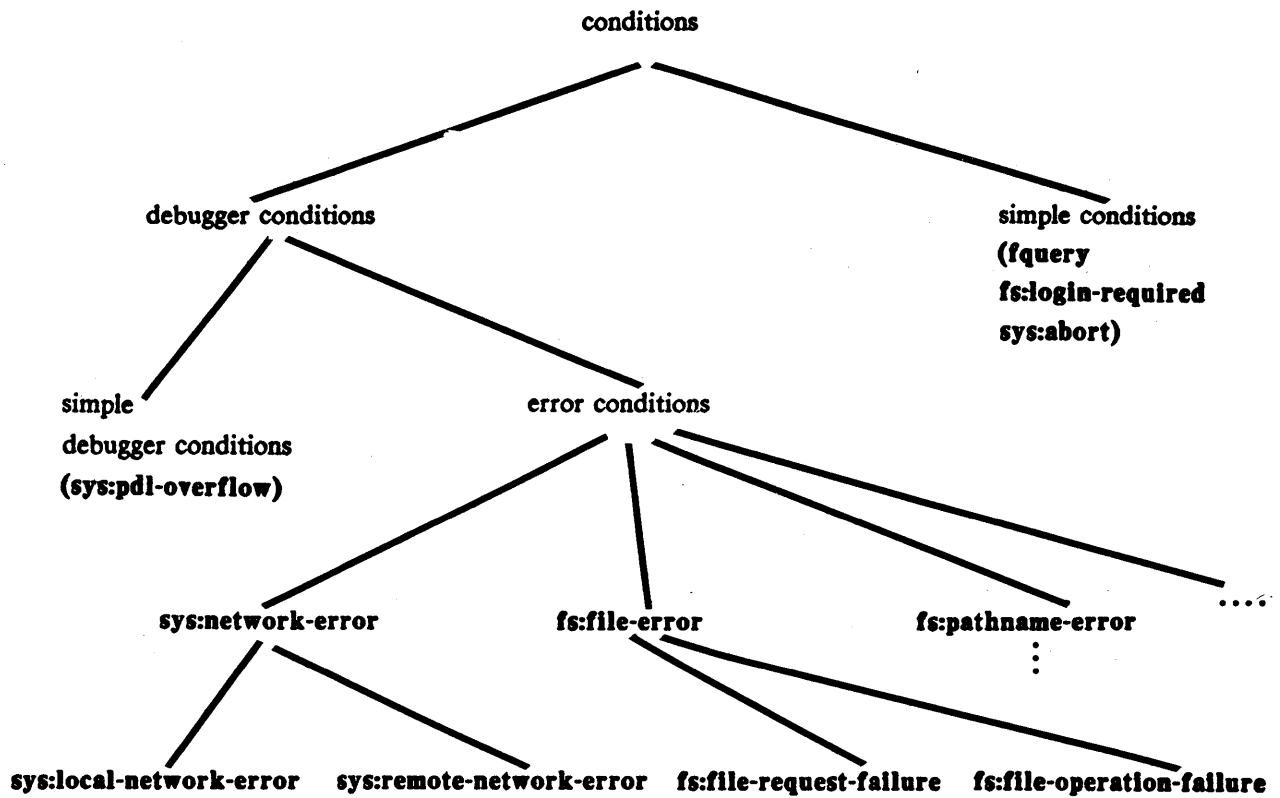 conditions
debugger conditions
simple conditions
(fquery
fs:login-required
sys:abort)
simple
debugger conditions
(sys:pdl-overflow)
error conditions
....
sys:network-error
fs:file-error
fs:pathname-error
sys:local-network-error
sys:remote-network-error
fs:file-request-failure
fs:file-operation-failure